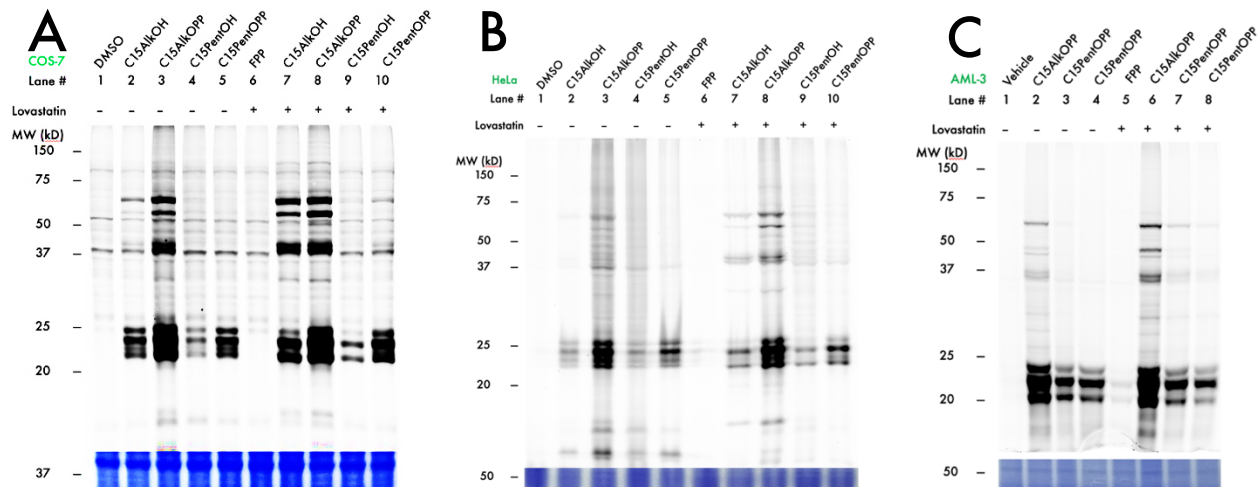 A
COS-7
DMSO
C15AlkOH
C15AlkOPP
C15PentOH
C15PentOPP
FPP
C15AlkOH
C15AlkOPP
C15PentOH
C15PentOPP
Lane # 1 2 3 4 5 6 7 8 9 10
Lovastatin – – – – – + + + + +
MW (kD)
150 –
75 –
50 –
37 –
25 –
20 –
37 –
B
HeLa
DMSO
C15AlkOH
C15AlkOPP
C15PentOH
C15PentOPP
FPP
C15AlkOH
C15AlkOPP
C15PentOH
C15PentOPP
Lane # 1 2 3 4 5 6 7 8 9 10
Lovastatin – – – – – + + + + +
MW (kD)
150 –
75 –
50 –
37 –
25 –
20 –
50 –
C
AML-3
Vehicle
C15AlkOPP
C15PentOPP
C15PentOPP
FPP
C15AlkOPP
C15PentOPP
C15PentOPP
Lane # 1 2 3 4 5 6 7 8
Lovastatin – – – – + + + +
MW (kD)
150 –
75 –
50 –
37 –
25 –
20 –
50 –